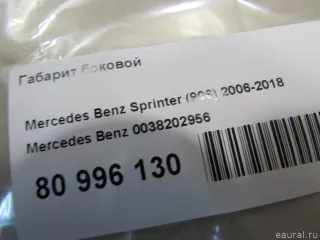 Габарит боковой
Mercedes Benz Sprinter (906) 2006-2018
Mercedes Benz 0038202956
80 996 130
eaural.ru